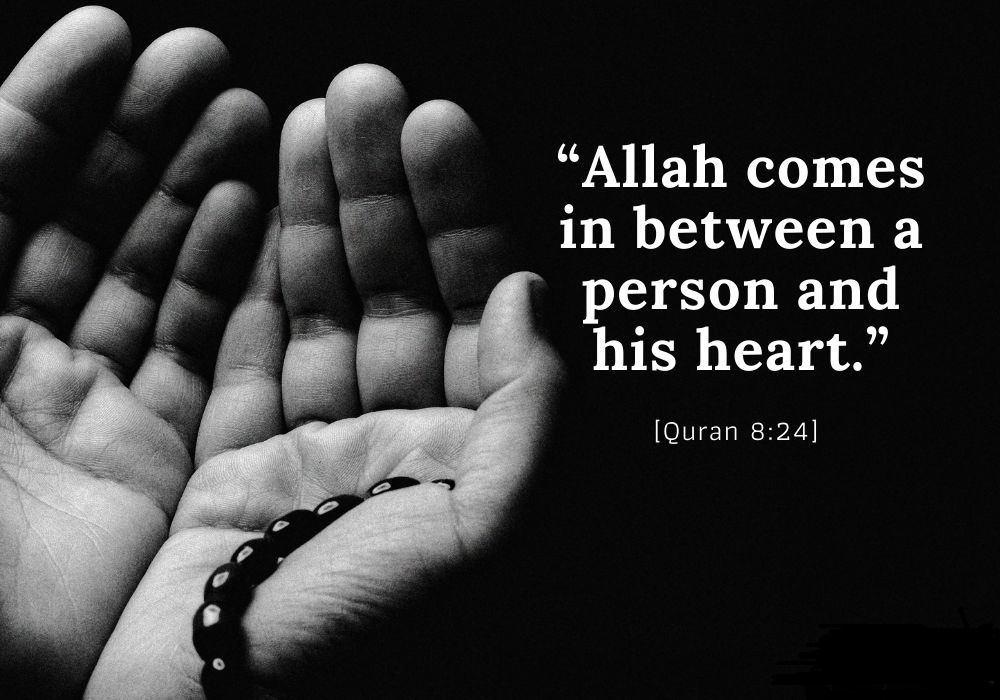 “Allah comes
in between a
person and
his heart.”
[Quran 8:24]